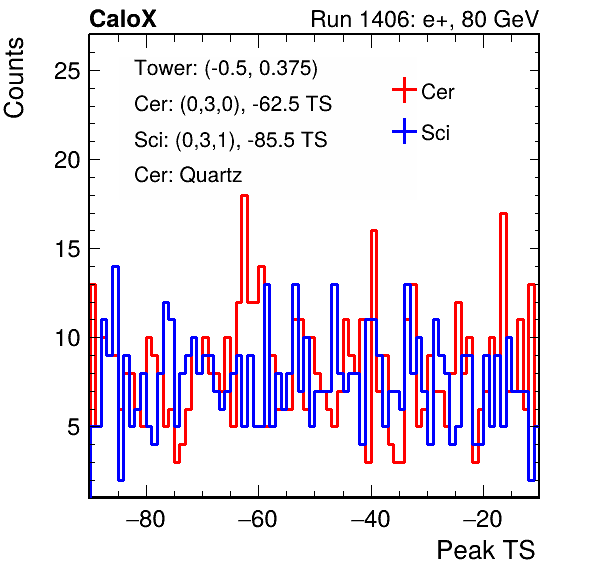 CaloX Run 1406: e+, 80 GeV
Counts
Tower: (-0.5, 0.375)
Cer: (0,3,0), -62.5 TS
Sci: (0,3,1), -85.5 TS
Cer: Quartz
Cer
Sci
25
20
15
10
5
−80 −60 −40 −20
Peak TS